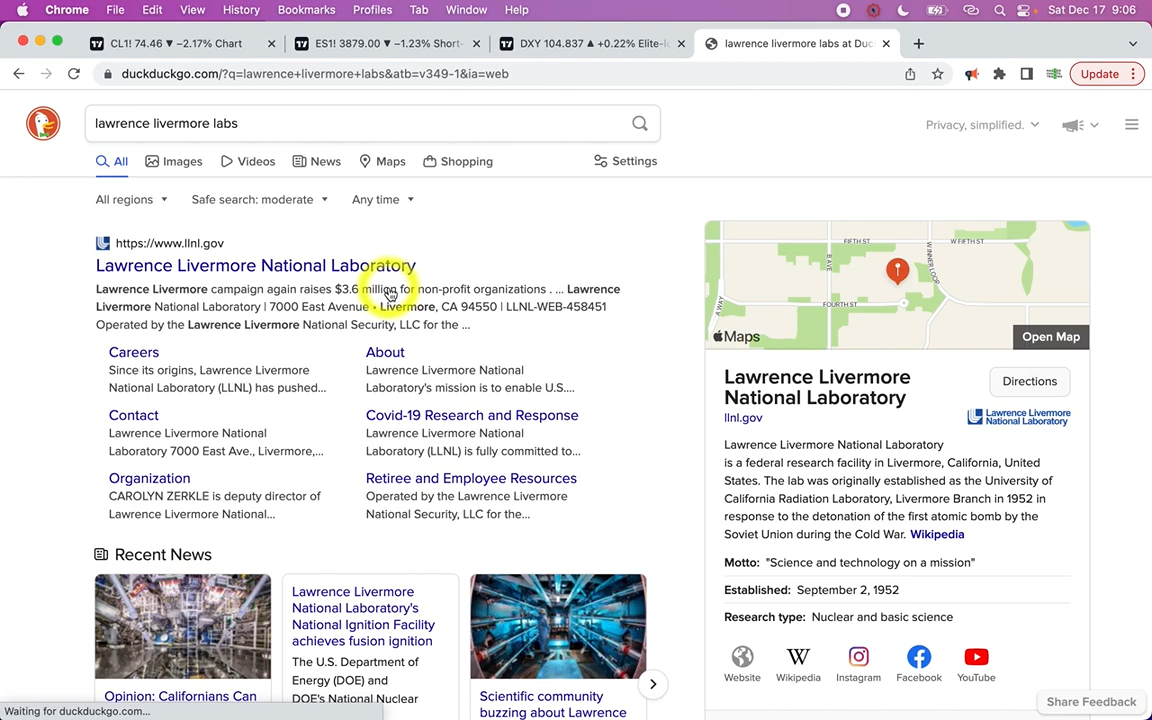 Chrome File Edit View History Bookmarks Profiles Tab Window Help Sat Dec 17 9:06
CL1! 74.46 ▼ −2.17% Chart
ES1! 3879.00 ▼ −1.23% Short-
DXY 104.837 ▲ +0.22% Elite-
lawrence livermore labs at Duc
duckduckgo.com/?q=lawrence+livermore+labs&atb=v349-1&ia=web
Update
lawrence livermore labs
Privacy, simplified.
All Images Videos News Maps Shopping Settings
All regions Safe search: moderate Any time
https://www.llnl.gov
Lawrence Livermore National Laboratory
Lawrence Livermore campaign again raises $3.6 million for non-profit organizations . ... Lawrence
Livermore National Laboratory | 7000 East Avenue • Livermore, CA 94550 | LLNL-WEB-458451
Operated by the Lawrence Livermore National Security, LLC for the ...
Careers
Since its origins, Lawrence Livermore
National Laboratory (LLNL) has pushed...
About
Lawrence Livermore National
Laboratory's mission is to enable U.S....
Contact
Lawrence Livermore National
Laboratory 7000 East Ave., Livermore,...
Covid-19 Research and Response
Lawrence Livermore National
Laboratory (LLNL) is fully committed to...
Organization
CAROLYN ZERKLE is deputy director of
Lawrence Livermore National...
Retiree and Employee Resources
Operated by the Lawrence Livermore
National Security, LLC for the...
Recent News
Opinion: Californians Can
Lawrence Livermore
National Laboratory's
National Ignition Facility
achieves fusion ignition
The U.S. Department of
Energy (DOE) and
DOE's National Nuclear
Scientific community
buzzing about Lawrence
FIFTH ST
W FIFTH ST
A WAY
B AVE
W INNER LOOP
FOURTH ST
Maps
Open Map
Lawrence Livermore
National Laboratory
llnl.gov
Directions
Lawrence Livermore
National Laboratory
Lawrence Livermore National Laboratory
is a federal research facility in Livermore, California, United
States. The lab was originally established as the University of
California Radiation Laboratory, Livermore Branch in 1952 in
response to the detonation of the first atomic bomb by the
Soviet Union during the Cold War. Wikipedia
Motto: "Science and technology on a mission"
Established: September 2, 1952
Research type: Nuclear and basic science
Website Wikipedia Instagram Facebook YouTube
Share Feedback
Waiting for duckduckgo.com...